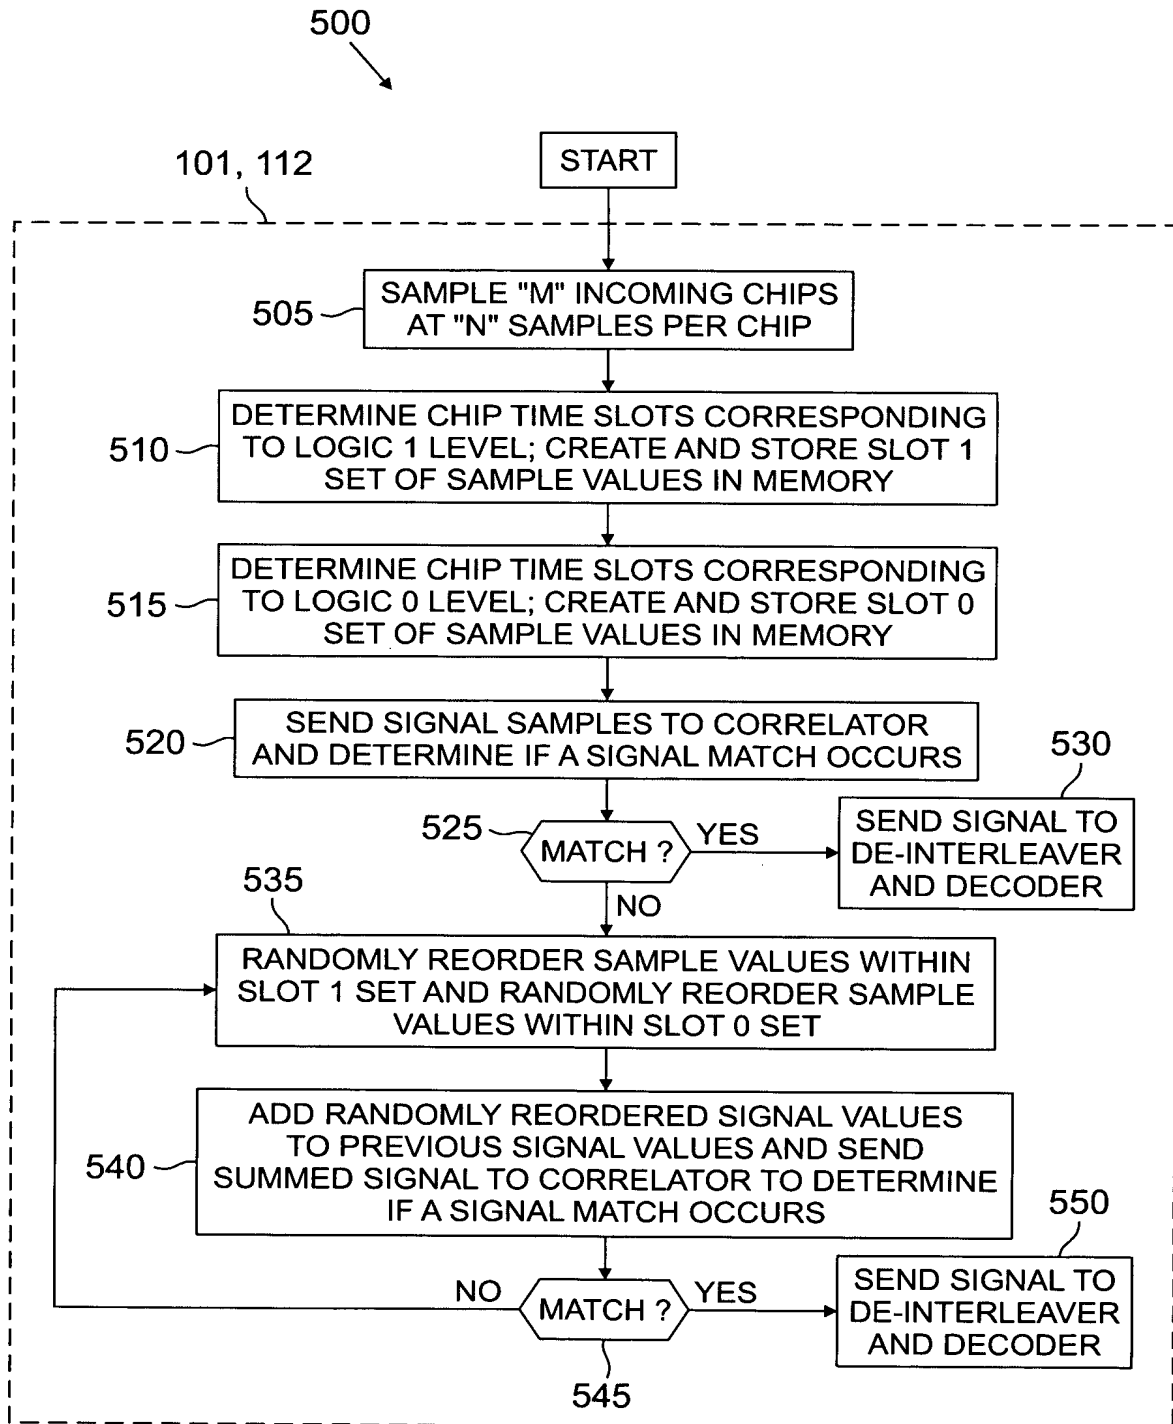 500
101, 112
START
505
SAMPLE "M" INCOMING CHIPS
AT "N" SAMPLES PER CHIP
510
DETERMINE CHIP TIME SLOTS CORRESPONDING
TO LOGIC 1 LEVEL; CREATE AND STORE SLOT 1
SET OF SAMPLE VALUES IN MEMORY
515
DETERMINE CHIP TIME SLOTS CORRESPONDING
TO LOGIC 0 LEVEL; CREATE AND STORE SLOT 0
SET OF SAMPLE VALUES IN MEMORY
520
SEND SIGNAL SAMPLES TO CORRELATOR
AND DETERMINE IF A SIGNAL MATCH OCCURS
525
MATCH ?
YES
530
SEND SIGNAL TO
DE-INTERLEAVER
AND DECODER
NO
535
RANDOMLY REORDER SAMPLE VALUES WITHIN
SLOT 1 SET AND RANDOMLY REORDER SAMPLE
VALUES WITHIN SLOT 0 SET
540
ADD RANDOMLY REORDERED SIGNAL VALUES
TO PREVIOUS SIGNAL VALUES AND SEND
SUMMED SIGNAL TO CORRELATOR TO DETERMINE
IF A SIGNAL MATCH OCCURS
NO
MATCH ?
YES
545
550
SEND SIGNAL TO
DE-INTERLEAVER
AND DECODER